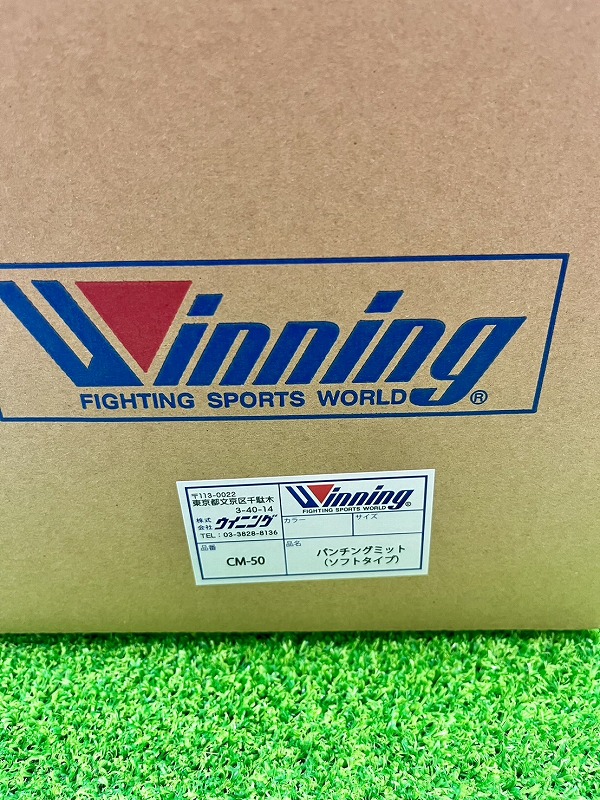 Winning®
FIGHTING SPORTS WORLD
〒113-0022
東京都文京区千駄木
3-40-14
株式会社 ウイニング
TEL：03-3828-8136
Winning®
FIGHTING SPORTS WORLD
カラー
サイズ
品番
CM-50
品名
パンチングミット
（ソフトタイプ）